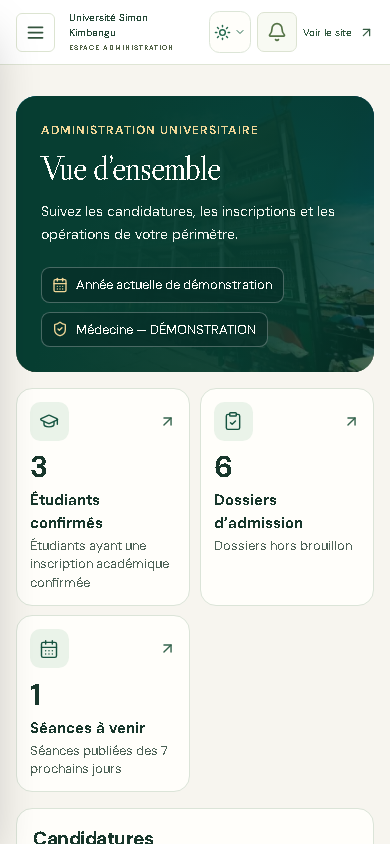 Université Simon
Kimbangu
ESPACE ADMINISTRATION
Voir le site
ADMINISTRATION UNIVERSITAIRE
Vue d’ensemble
Suivez les candidatures, les inscriptions et les
opérations de votre périmètre.
Année actuelle de démonstration
Médecine — DÉMONSTRATION
3
Étudiants
confirmés
Étudiants ayant une
inscription académique
confirmée
6
Dossiers
d’admission
Dossiers hors brouillon
1
Séances à venir
Séances publiées des 7
prochains jours
Candidatures